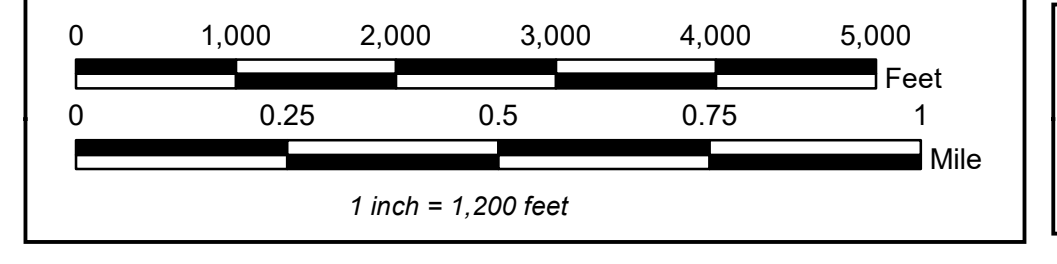 0 1,000 2,000 3,000 4,000 5,000
Feet
0 0.25 0.5 0.75 1
Mile
1 inch = 1,200 feet